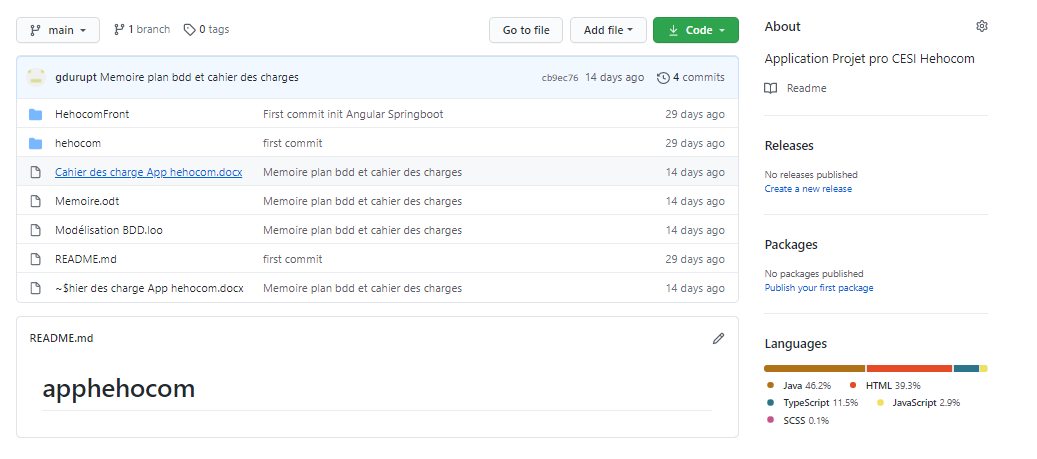 main
1 branch
0 tags
Go to file
Add file
Code
gdurupt Memoire plan bdd et cahier des charges
cb9ec76 14 days ago
4 commits
HehocomFront First commit init Angular Springboot 29 days ago
hehocom first commit 29 days ago
Cahier des charge App hehocom.docx Memoire plan bdd et cahier des charges 14 days ago
Memoire.odt Memoire plan bdd et cahier des charges 14 days ago
Modélisation BDD.loo Memoire plan bdd et cahier des charges 14 days ago
README.md first commit 29 days ago
~$hier des charge App hehocom.docx Memoire plan bdd et cahier des charges 14 days ago
README.md
apphehocom
About
Application Projet pro CESI Hehocom
Readme
Releases
No releases published
Create a new release
Packages
No packages published
Publish your first package
Languages
Java 46.2% HTML 39.3%
TypeScript 11.5% JavaScript 2.9%
SCSS 0.1%